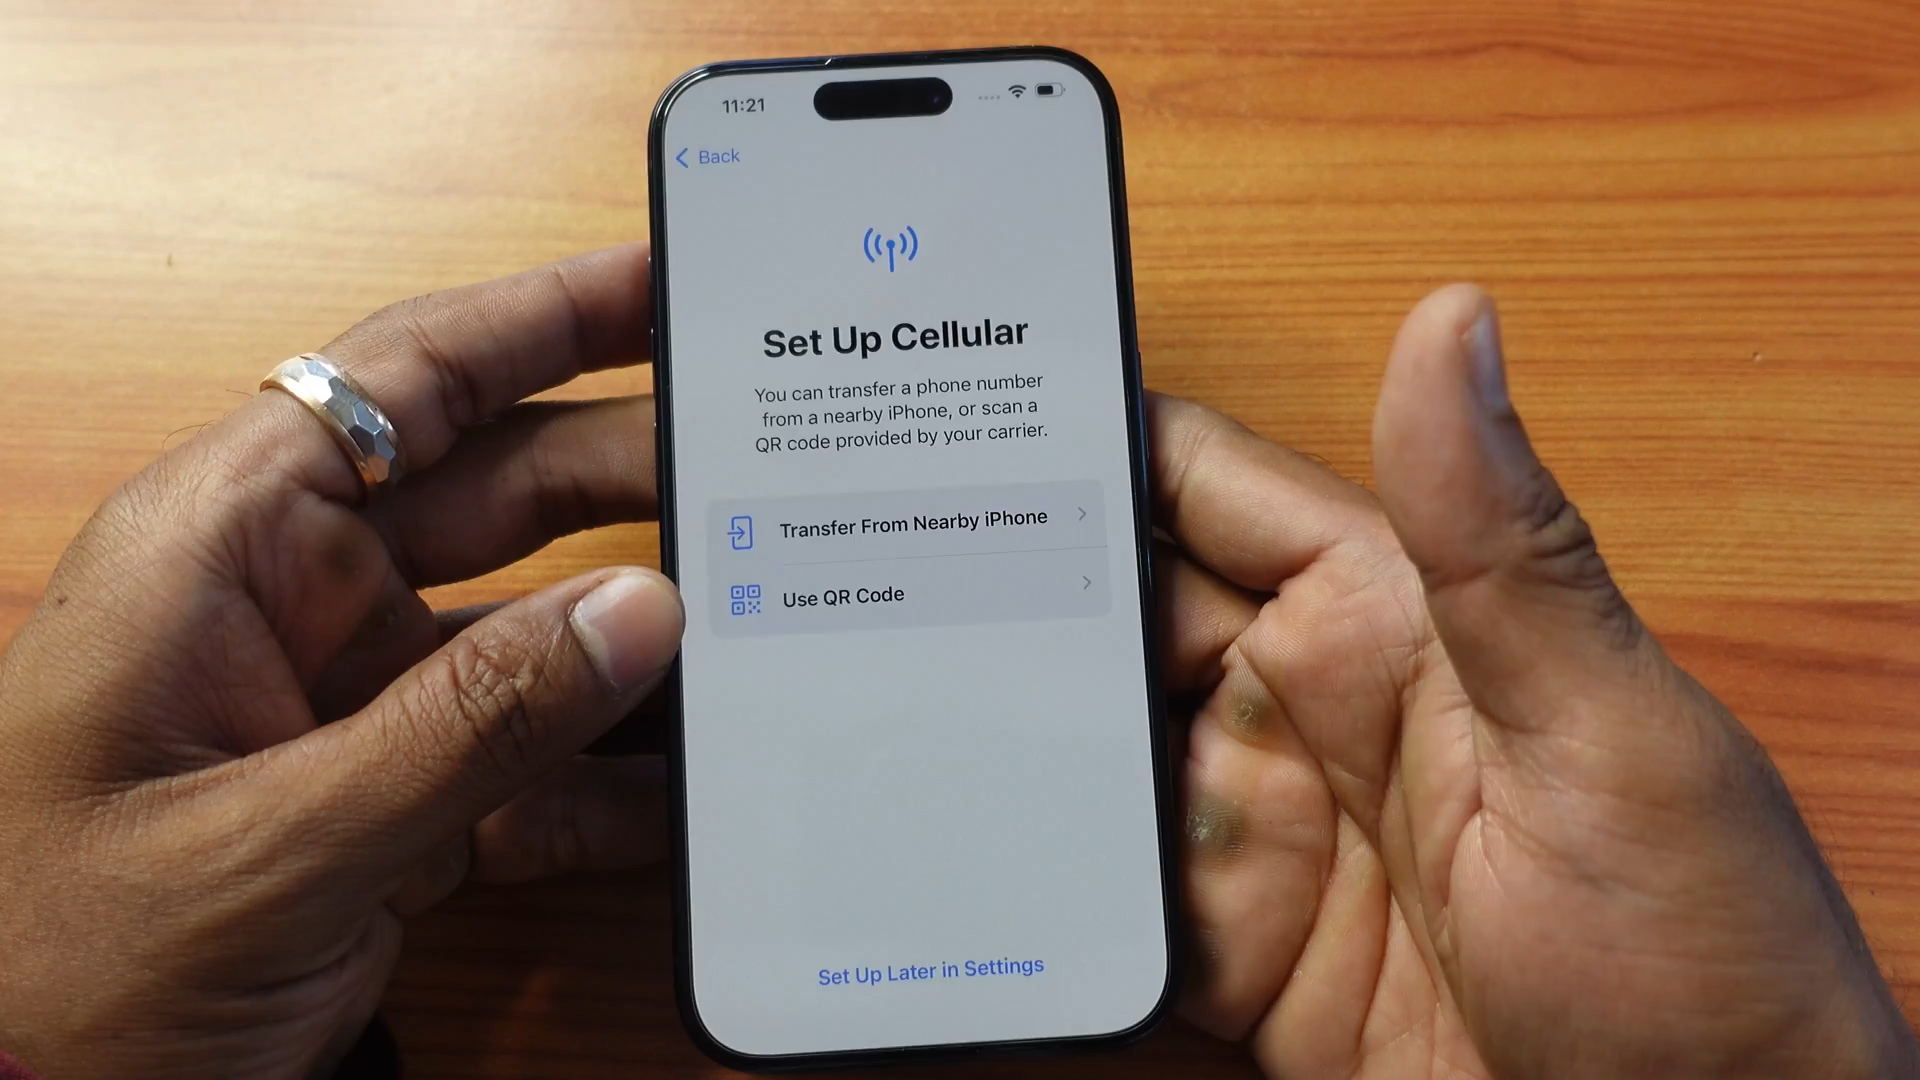 11:21
Back
Set Up Cellular
You can transfer a phone number
from a nearby iPhone, or scan a
QR code provided by your carrier.
Transfer From Nearby iPhone
Use QR Code
Set Up Later in Settings